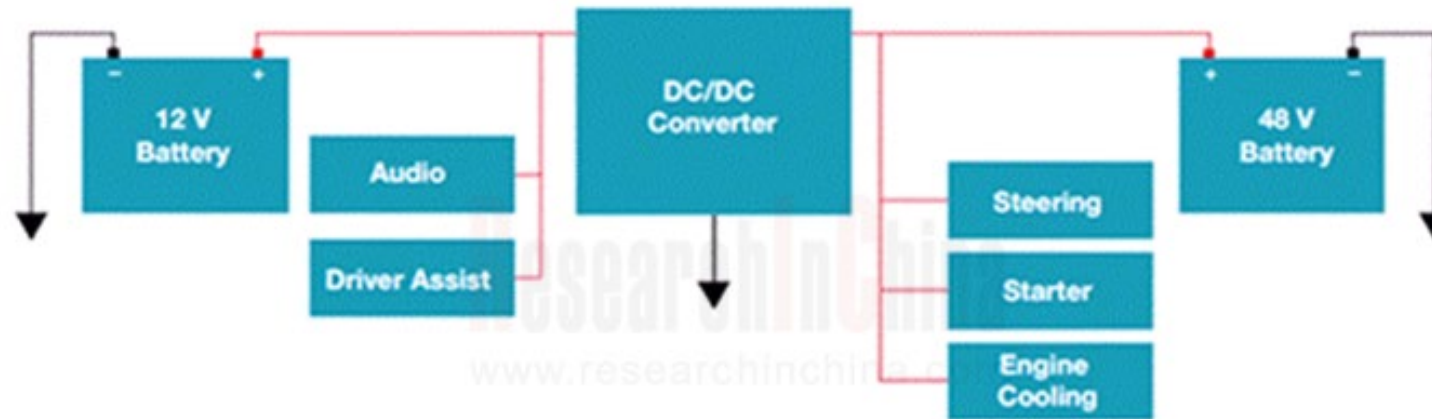 12 V
Battery
Audio
Driver Assist
DC/DC
Converter
Steering
Starter
Engine
Cooling
48 V
Battery
ResearchInChina
www.researchinchina.com